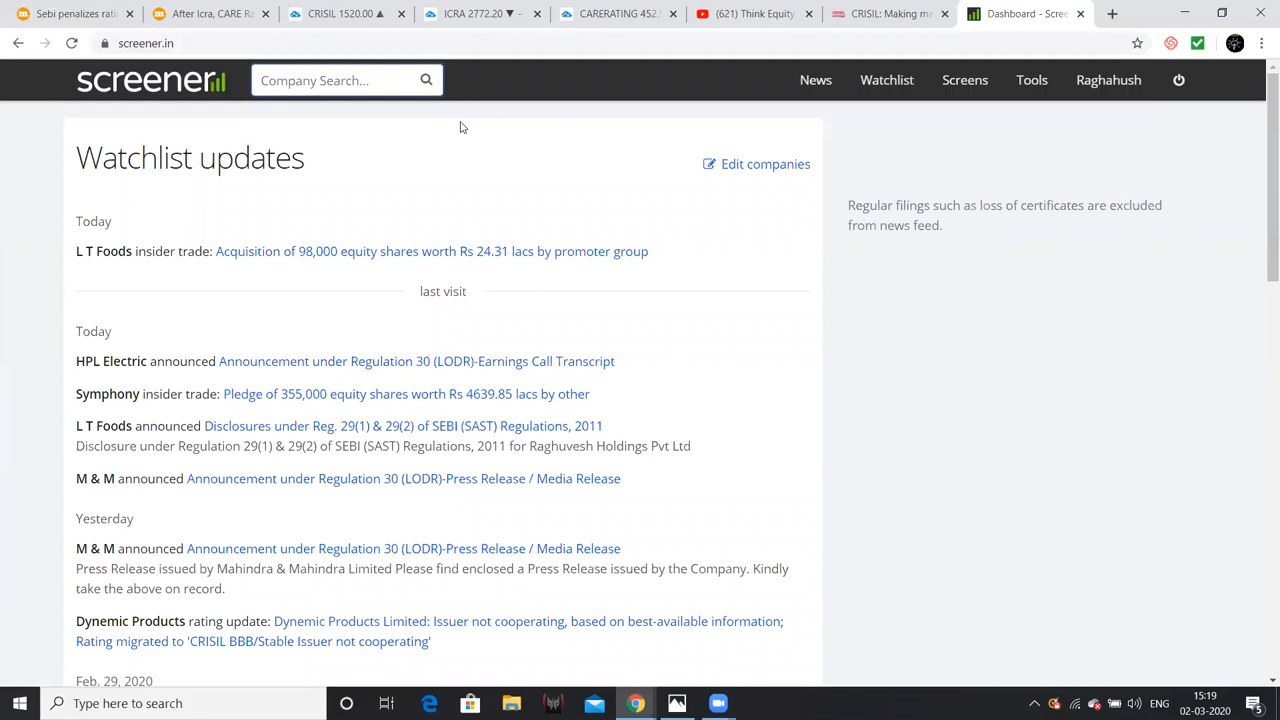 Sebi penalizes rati
After Icra, CARE Ra
CRISIL 1520.00 ▲
ICRA 2772.20 ▼ –
CARERATING 452.
(621) Think Equity
CRISIL: Making ma
Dashboard - Scree
screener.in
screener
Company Search...
News
Watchlist
Screens
Tools
Raghahush
Watchlist updates
Edit companies
Regular filings such as loss of certificates are excluded
from news feed.
Today
L T Foods insider trade: Acquisition of 98,000 equity shares worth Rs 24.31 lacs by promoter group
last visit
Today
HPL Electric announced Announcement under Regulation 30 (LODR)-Earnings Call Transcript
Symphony insider trade: Pledge of 355,000 equity shares worth Rs 4639.85 lacs by other
L T Foods announced Disclosures under Reg. 29(1) & 29(2) of SEBI (SAST) Regulations, 2011
Disclosure under Regulation 29(1) & 29(2) of SEBI (SAST) Regulations, 2011 for Raghuvesh Holdings Pvt Ltd
M & M announced Announcement under Regulation 30 (LODR)-Press Release / Media Release
Yesterday
M & M announced Announcement under Regulation 30 (LODR)-Press Release / Media Release
Press Release issued by Mahindra & Mahindra Limited Please find enclosed a Press Release issued by the Company. Kindly
take the above on record.
Dynemic Products rating update: Dynemic Products Limited: Issuer not cooperating, based on best-available information;
Rating migrated to 'CRISIL BBB/Stable Issuer not cooperating'
Feb. 29, 2020
Type here to search
ENG
15:19
02-03-2020
5